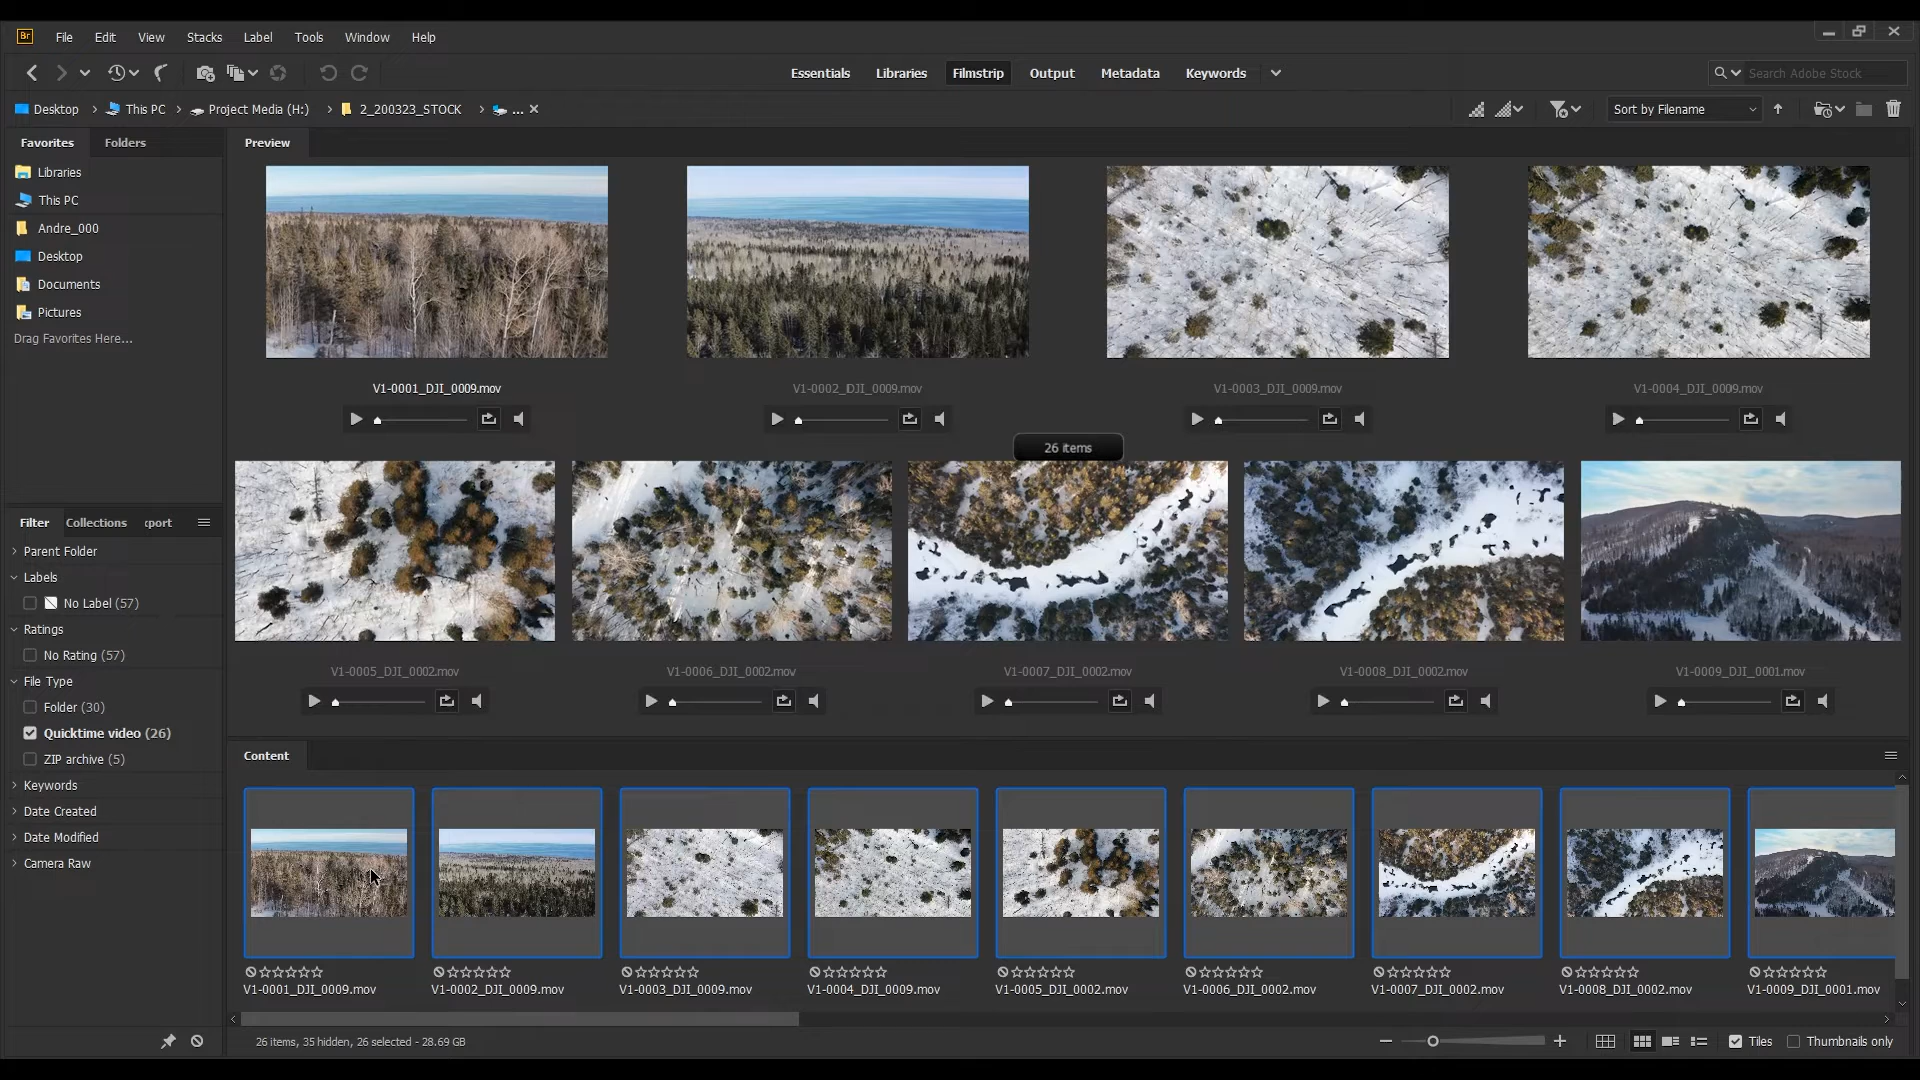 Br File Edit View Stacks Label Tools Window Help
Essentials Libraries Filmstrip Output Metadata Keywords
Search Adobe Stock
Desktop This PC Project Media (H:) 2_200323_STOCK ...
Sort by Filename
Favorites Folders
Libraries
This PC
Andre_000
Desktop
Documents
Pictures
Drag Favorites Here...
Preview
V1-0001_DJI_0009.mov V1-0002_DJI_0009.mov V1-0003_DJI_0009.mov V1-0004_DJI_0009.mov
26 items
V1-0005_DJI_0002.mov V1-0006_DJI_0002.mov V1-0007_DJI_0002.mov V1-0008_DJI_0002.mov V1-0009_DJI_0001.mov
Filter Collections xport
Parent Folder
Labels
No Label (57)
Ratings
No Rating (57)
File Type
Folder (30)
Quicktime video (26)
ZIP archive (5)
Keywords
Date Created
Date Modified
Camera Raw
Content
V1-0001_DJI_0009.mov V1-0002_DJI_0009.mov V1-0003_DJI_0009.mov V1-0004_DJI_0009.mov V1-0005_DJI_0002.mov V1-0006_DJI_0002.mov V1-0007_DJI_0002.mov V1-0008_DJI_0002.mov V1-0009_DJI_0001.mov
26 items, 35 hidden, 26 selected - 28.69 GB
Tiles Thumbnails only